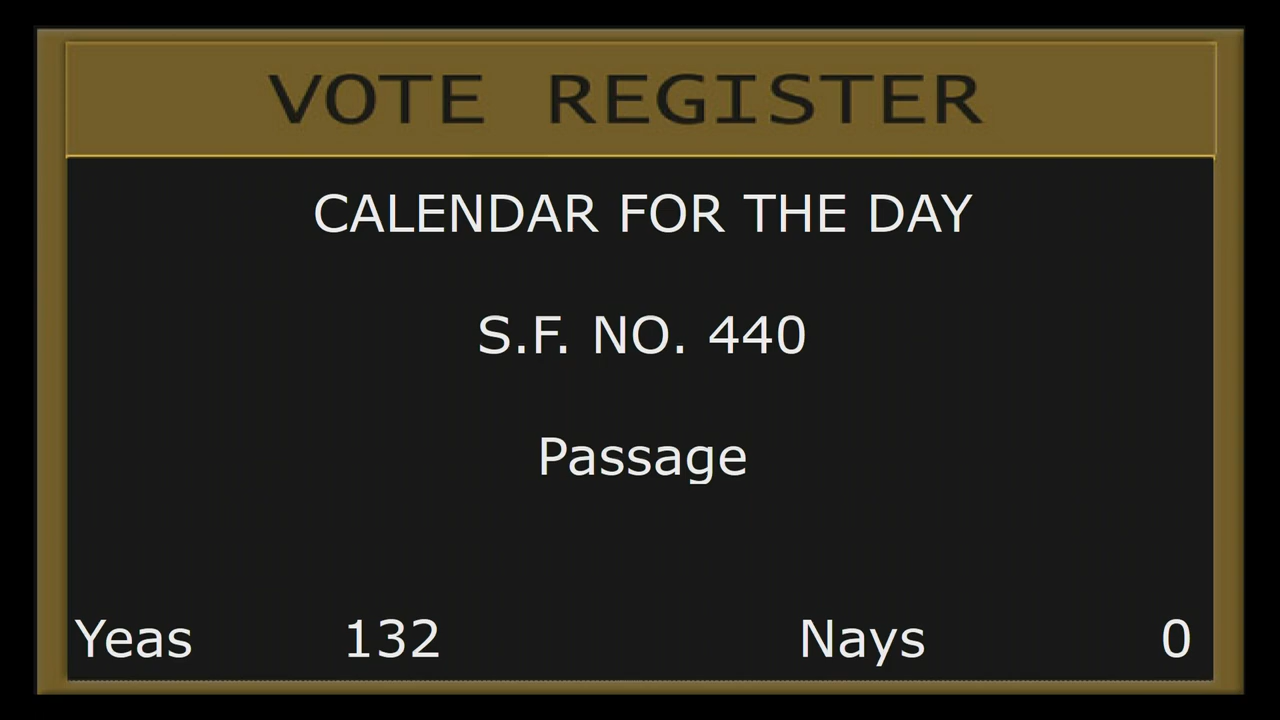 VOTE REGISTER
CALENDAR FOR THE DAY
S.F. NO. 440
Passage
Yeas 132 Nays 0